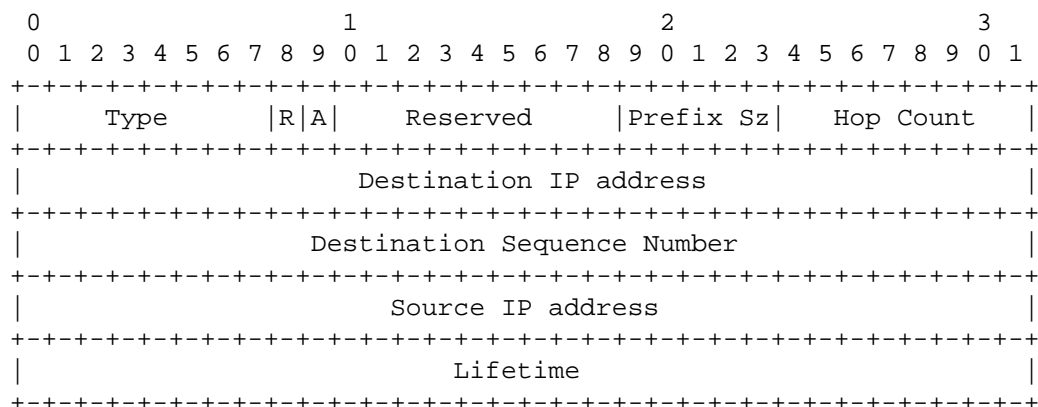 0                   1                   2                   3
 0 1 2 3 4 5 6 7 8 9 0 1 2 3 4 5 6 7 8 9 0 1 2 3 4 5 6 7 8 9 0 1
+-+-+-+-+-+-+-+-+-+-+-+-+-+-+-+-+-+-+-+-+-+-+-+-+-+-+-+-+-+-+-+-+
|     Type      |R|A|    Reserved     |Prefix Sz|   Hop Count   |
+-+-+-+-+-+-+-+-+-+-+-+-+-+-+-+-+-+-+-+-+-+-+-+-+-+-+-+-+-+-+-+-+
|                     Destination IP address                    |
+-+-+-+-+-+-+-+-+-+-+-+-+-+-+-+-+-+-+-+-+-+-+-+-+-+-+-+-+-+-+-+-+
|                  Destination Sequence Number                  |
+-+-+-+-+-+-+-+-+-+-+-+-+-+-+-+-+-+-+-+-+-+-+-+-+-+-+-+-+-+-+-+-+
|                       Source IP address                       |
+-+-+-+-+-+-+-+-+-+-+-+-+-+-+-+-+-+-+-+-+-+-+-+-+-+-+-+-+-+-+-+-+
|                           Lifetime                            |
+-+-+-+-+-+-+-+-+-+-+-+-+-+-+-+-+-+-+-+-+-+-+-+-+-+-+-+-+-+-+-+-+